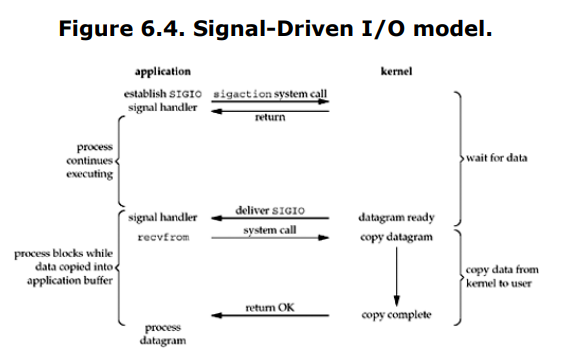 Figure 6.4. Signal-Driven I/O model.
application
kernel
establish SIGIO
signal handler
sigaction system call
return
process
continues
executing
wait for data
signal handler
deliver SIGIO
datagram ready
recvfrom
system call
copy datagram
process blocks while
data copied into
application buffer
copy data from
kernel to user
return OK
copy complete
process
datagram